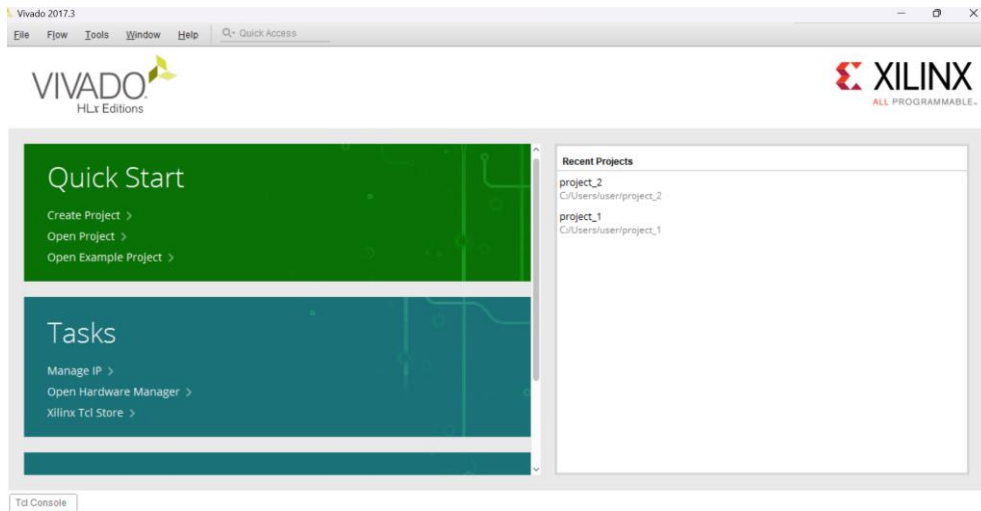 Vivado 2017.3
File Flow Tools Window Help Quick Access
VIVADO
HLx Editions
XILINX
ALL PROGRAMMABLE.
Quick Start
Create Project >
Open Project >
Open Example Project >
Tasks
Manage IP >
Open Hardware Manager >
Xilinx Tcl Store >
Recent Projects
project_2
C:/Users/user/project_2
project_1
C:/Users/user/project_1
Tcl Console